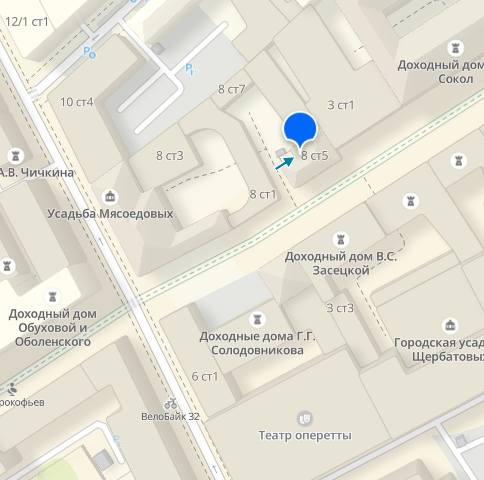 12/1 ст1
Доходный дом
Сокол
10 ст4
8 ст7
3 ст1
8 ст3
8 ст5
А.В. Чичкина
Усадьба Мясоедовых
8 ст1
Доходный дом В.С.
Засецкой
Доходный дом
Обуховой и
Оболенского
3 ст3
Доходные дома Г.Г.
Солодовникова
Городская усад
Щербатовых
6 ст1
рокофьев
ВелоБайк 32
Театр оперетты